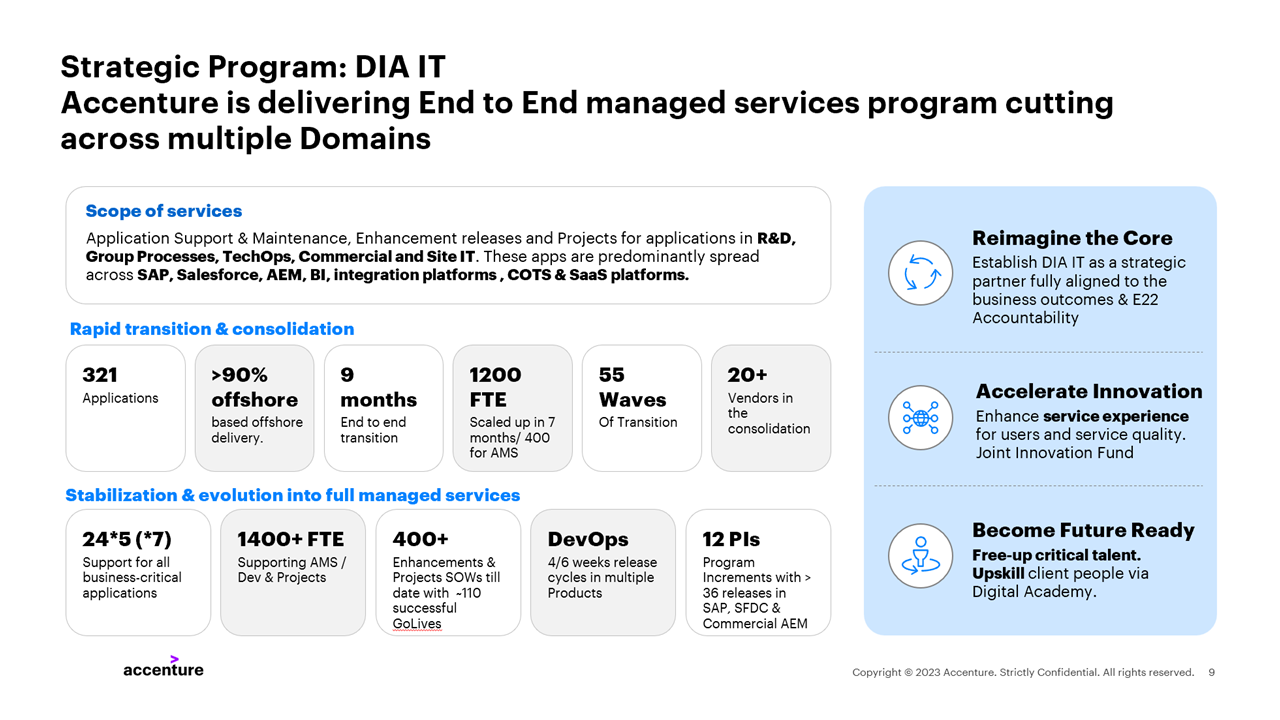 Strategic Program: DIA IT
Accenture is delivering End to End managed services program cutting
across multiple Domains
Scope of services
Application Support & Maintenance, Enhancement releases and Projects for applications in R&D,
Group Processes, TechOps, Commercial and Site IT. These apps are predominantly spread
across SAP, Salesforce, AEM, BI, integration platforms , COTS & SaaS platforms.
Rapid transition & consolidation
321
Applications
>90%
offshore
based offshore
delivery.
9
months
End to end
transition
1200
FTE
Scaled up in 7
months/ 400
for AMS
55
Waves
Of Transition
20+
Vendors in
the
consolidation
Stabilization & evolution into full managed services
24*5 (*7)
Support for all
business-critical
applications
1400+ FTE
Supporting AMS /
Dev & Projects
400+
Enhancements &
Projects SOWs till
date with ~110
successful
GoLives
DevOps
4/6 weeks release
cycles in multiple
Products
12 PIs
Program
Increments with >
36 releases in
SAP, SFDC &
Commercial AEM
Reimagine the Core
Establish DIA IT as a strategic
partner fully aligned to the
business outcomes & E22
Accountability
Accelerate Innovation
Enhance service experience
for users and service quality.
Joint Innovation Fund
Become Future Ready
Free-up critical talent.
Upskill client people via
Digital Academy.
accenture
Copyright © 2023 Accenture. Strictly Confidential. All rights reserved. 9